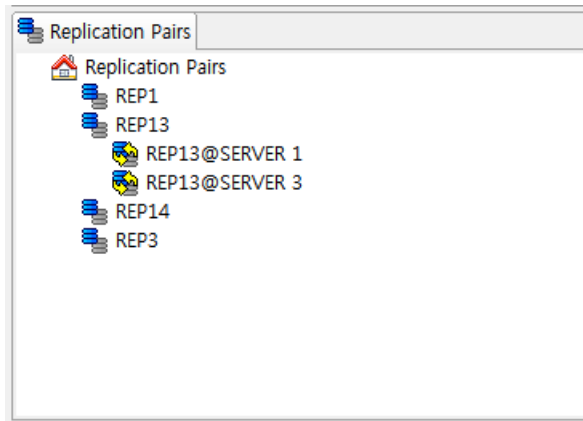 Replication Pairs
Replication Pairs
REP1
REP13
REP13@SERVER 1
REP13@SERVER 3
REP14
REP3